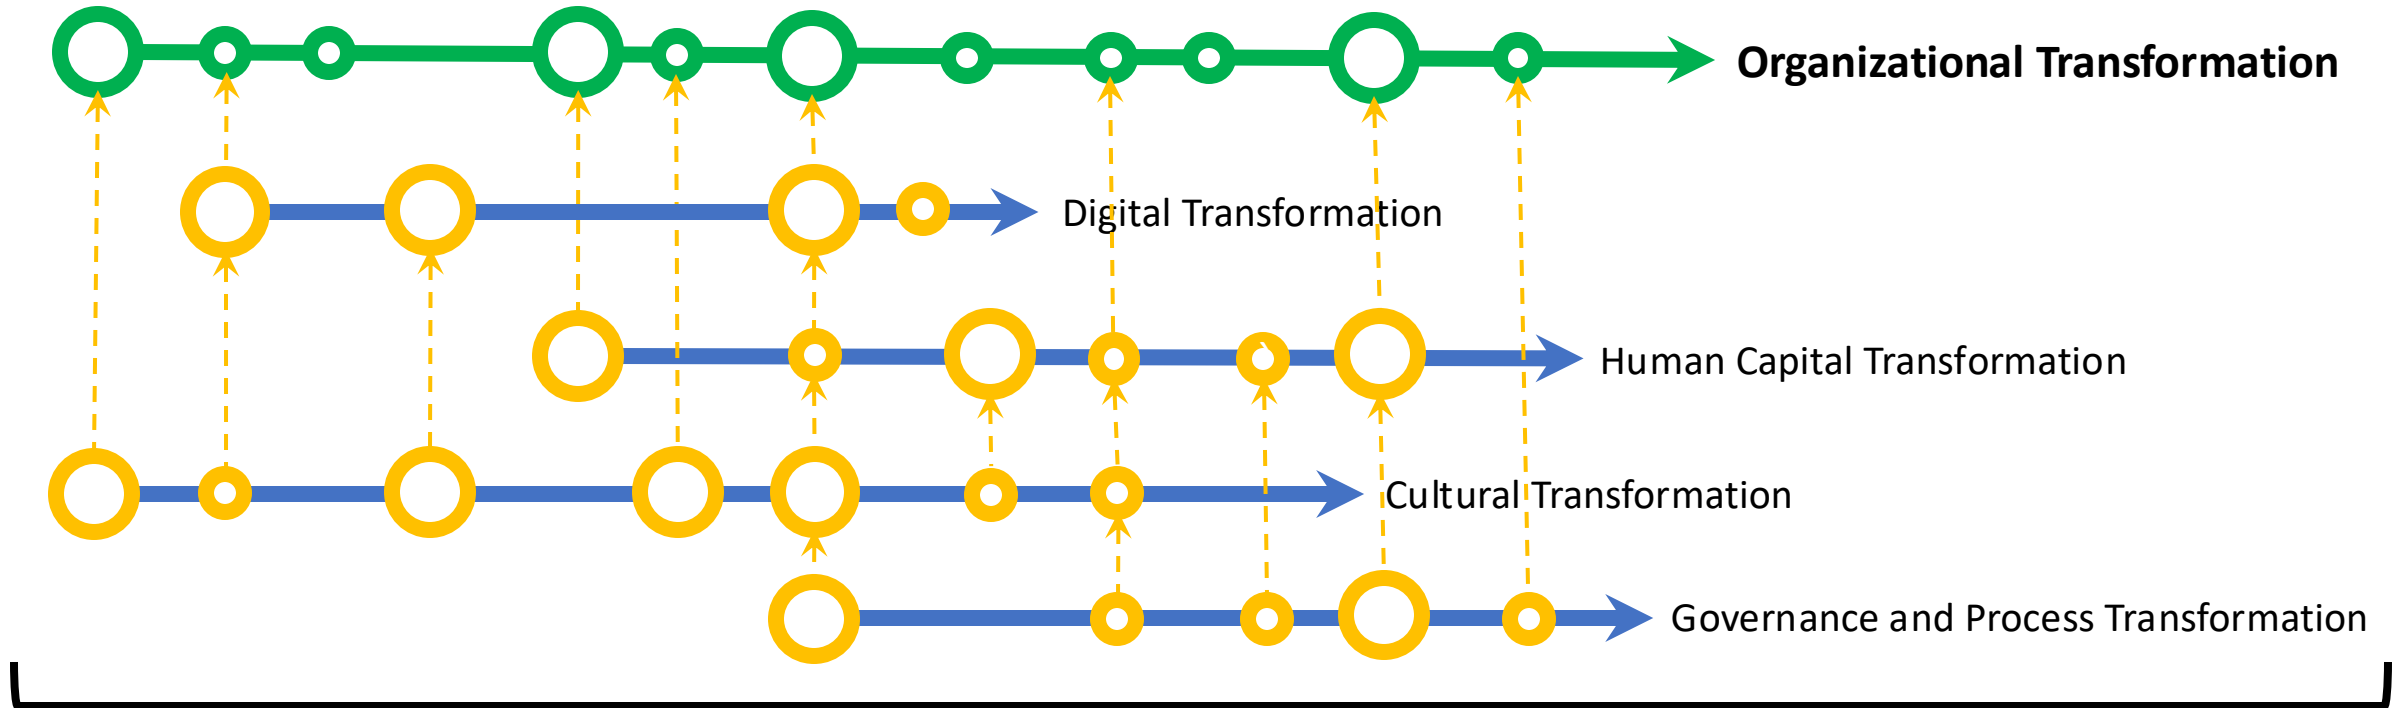 Organizational Transformation
Digital Transformation
Human Capital Transformation
Cultural Transformation
Governance and Process Transformation